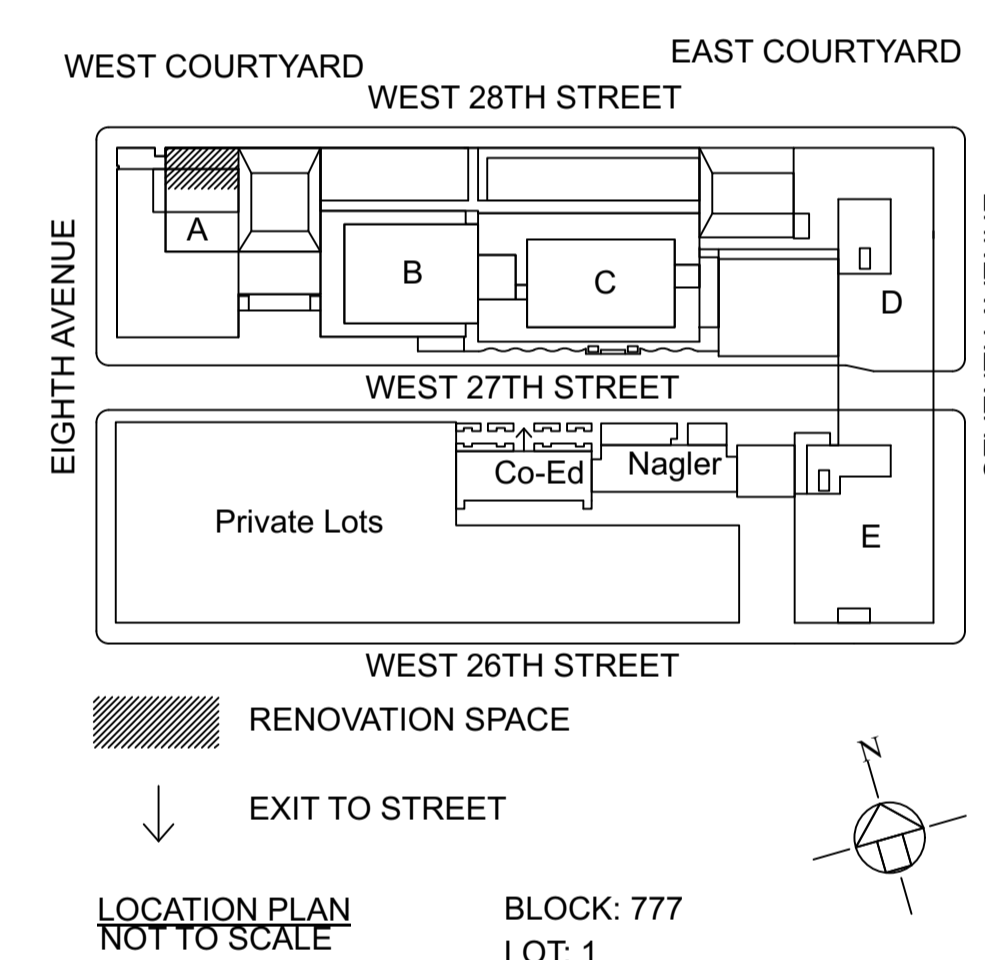 WEST COURTYARD
EAST COURTYARD
WEST 28TH STREET
EIGHTH AVENUE
A
B
C
D
WEST 27TH STREET
Co-Ed
Nagler
Private Lots
E
WEST 26TH STREET
RENOVATION SPACE
N
EXIT TO STREET
LOCATION PLAN
NOT TO SCALE
BLOCK: 777
LOT: 1